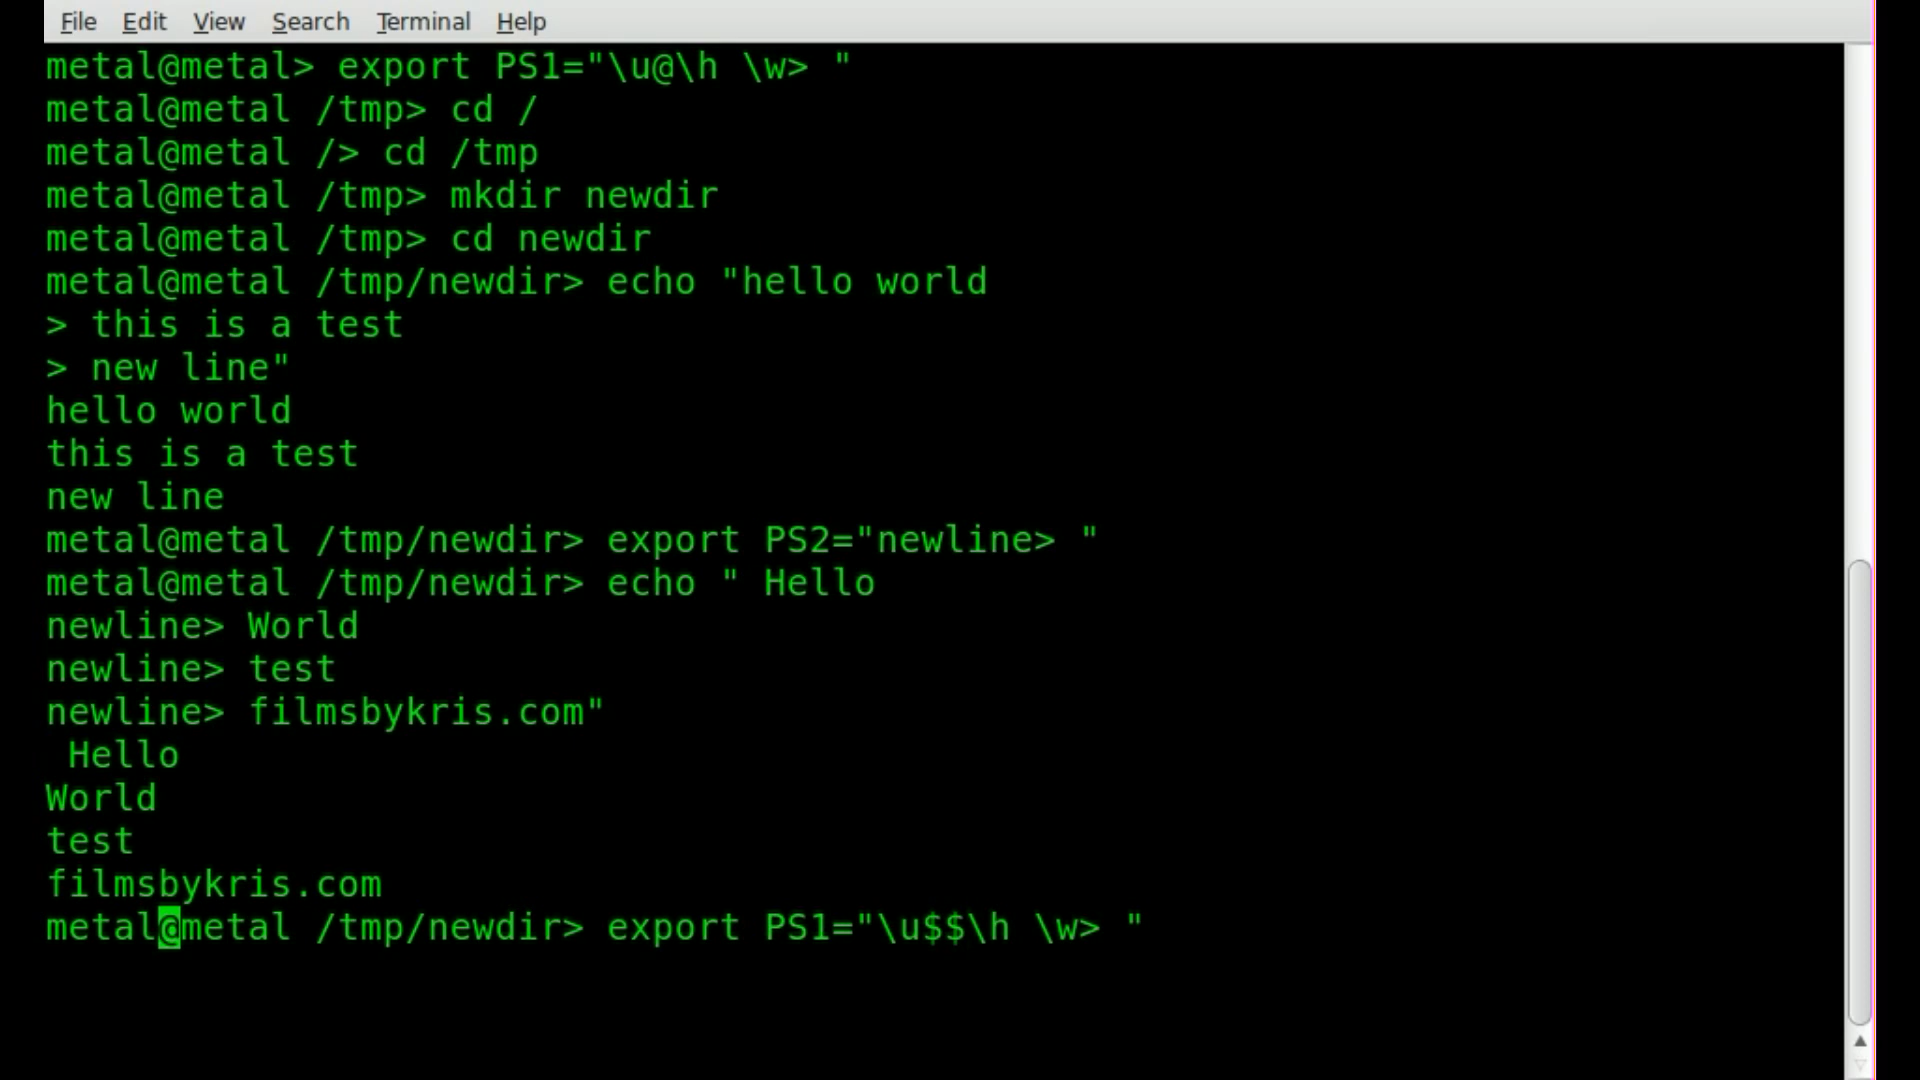 File Edit View Search Terminal Help
metal@metal> export PS1="\u@\h \w> "
metal@metal /tmp> cd /
metal@metal /> cd /tmp
metal@metal /tmp> mkdir newdir
metal@metal /tmp> cd newdir
metal@metal /tmp/newdir> echo "hello world
> this is a test
> new line"
hello world
this is a test
new line
metal@metal /tmp/newdir> export PS2="newline> "
metal@metal /tmp/newdir> echo " Hello
newline> World
newline> test
newline> filmsbykris.com"
 Hello
World
test
filmsbykris.com
metal@metal /tmp/newdir> export PS1="\u$$\h \w> "